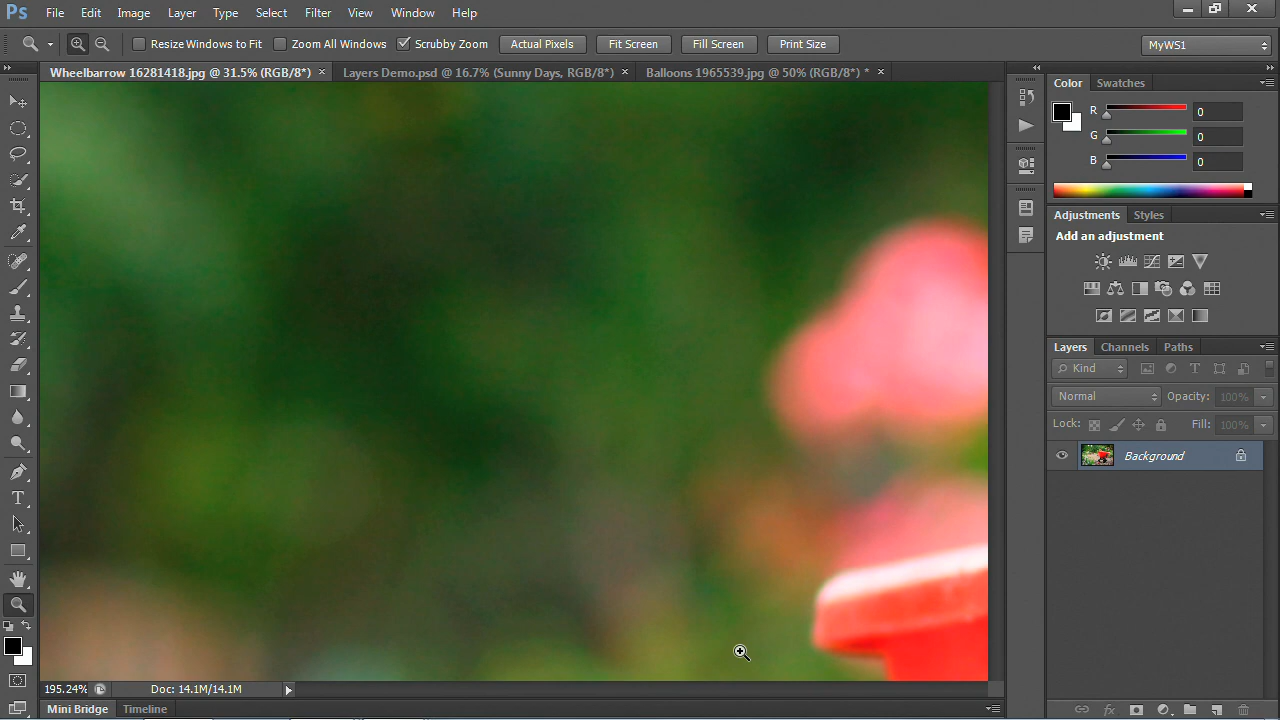 Ps File Edit Image Layer Type Select Filter View Window Help
Resize Windows to Fit Zoom All Windows Scrubby Zoom Actual Pixels Fit Screen Fill Screen Print Size MyWS1
Wheelbarrow 16281418.jpg @ 31.5% (RGB/8*) × Layers Demo.psd @ 16.7% (Sunny Days, RGB/8*) × Balloons 1965539.jpg @ 50% (RGB/8*) * ×
Color Swatches
R 0
G 0
B 0
Adjustments Styles
Add an adjustment
Layers Channels Paths
Kind T
Normal Opacity: 100%
Lock: Fill: 100%
Background
T
195.24% Doc: 14.1M/14.1M
Mini Bridge Timeline fx